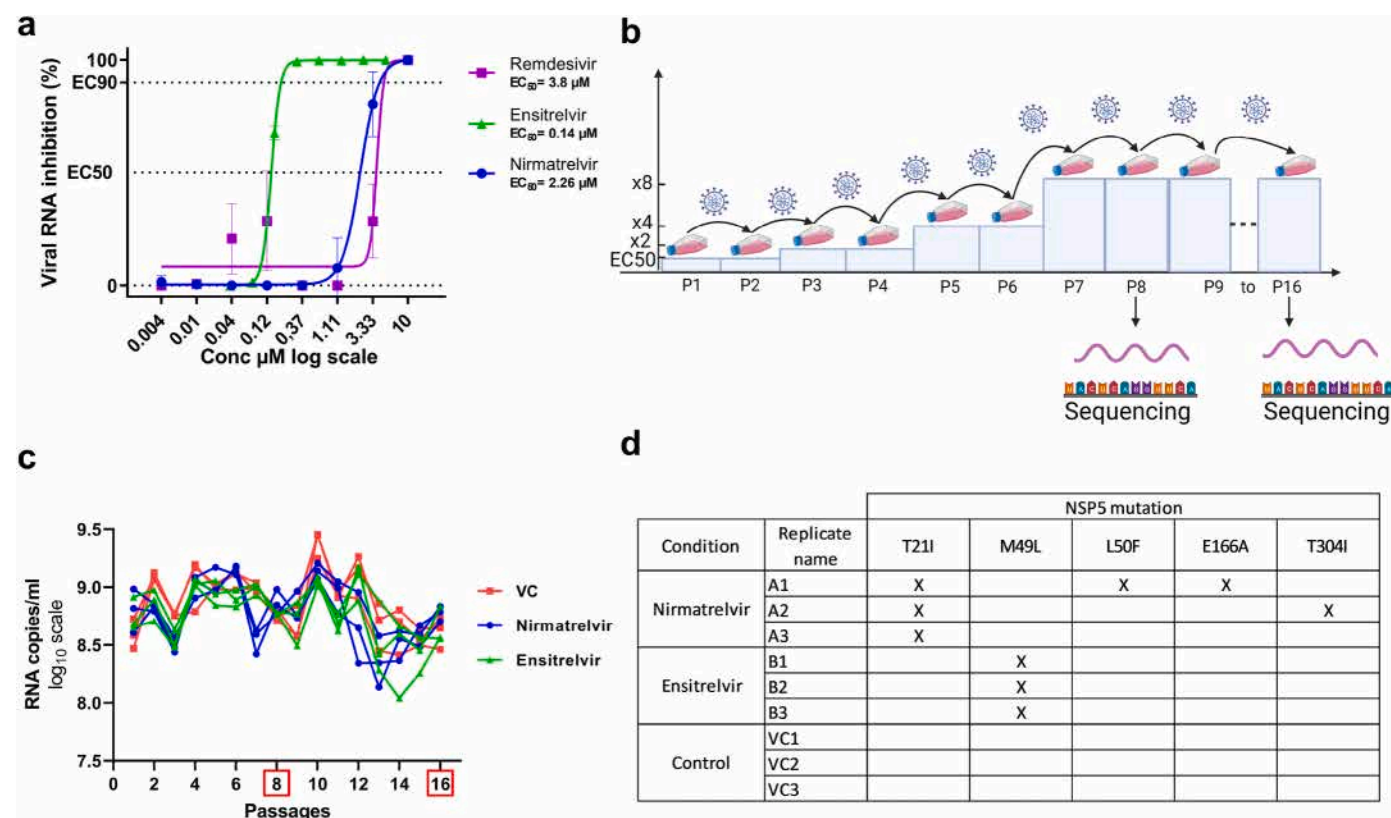 a
Viral RNA inhibition (%)
100
EC90
EC50
0
0.004
0.01
0.04
0.12
0,37
1.11
3.33
10
Conc µM log scale
Remdesivir
EC50= 3.8 µM
Ensitrelvir
EC50= 0.14 µM
Nirmatrelvir
EC50= 2.26 µM
b
x8
x4
x2
EC50
P1 P2 P3 P4 P5 P6 P7 P8 P9 to P16
Sequencing Sequencing
c
RNA copies/ml
log10 scale
9.5
9.0
8.5
8.0
7.5
0 2 4 6 8 10 12 14 16
Passages
VC
Nirmatrelvir
Ensitrelvir
d
NSP5 mutation
Condition Replicate name T21I M49L L50F E166A T304I
Nirmatrelvir
A1 X X X
A2 X X
A3 X
Ensitrelvir
B1 X
B2 X
B3 X
Control
VC1
VC2
VC3